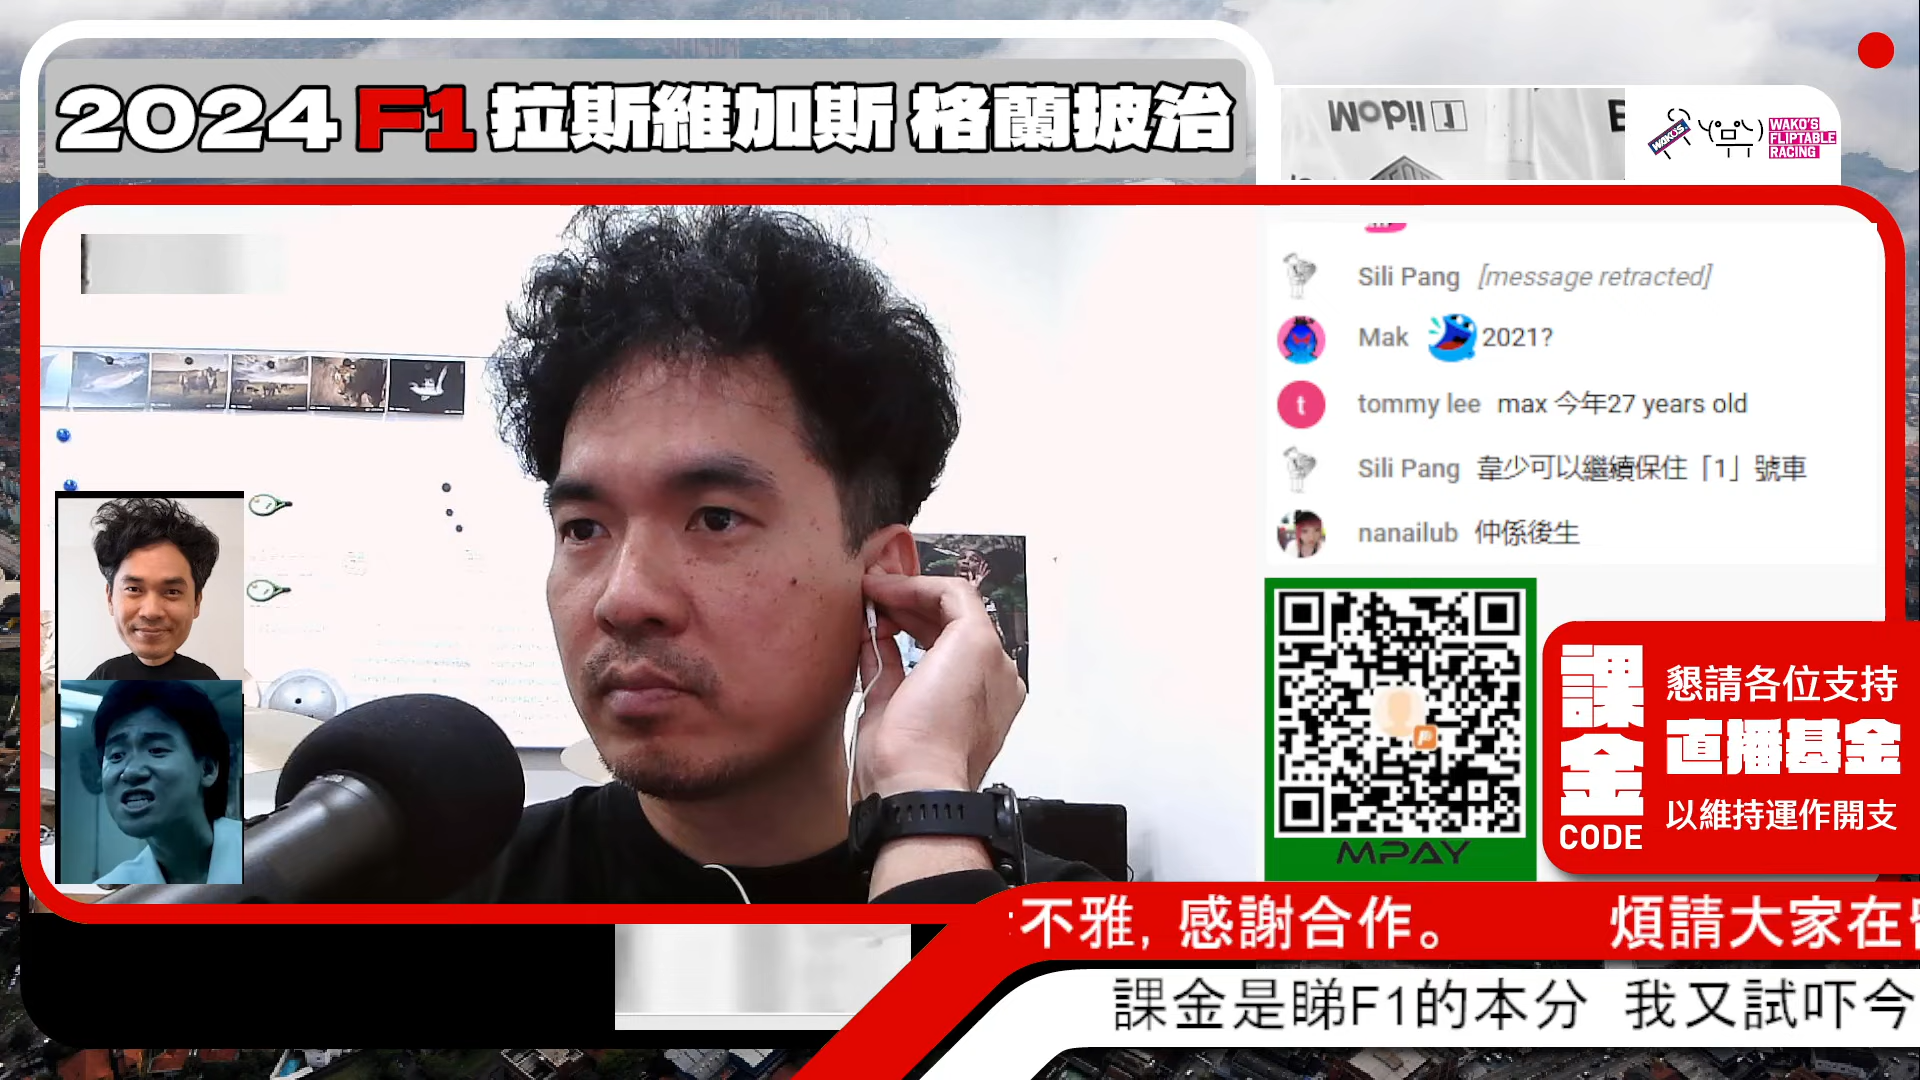 2024 F1 拉斯維加斯 格蘭披治
Mobil 1
WAKO'S
WAKO'S
FLIPTABLE
RACING
Sili Pang [message retracted]
Mak 2021?
t
tommy lee max 今年27 years old
Sili Pang 韋少可以繼續保住「1」號車
nanailub 仲係後生
MPAY
課金
CODE
懇請各位支持
直播基金
以維持運作開支
不雅, 感謝合作。 煩請大家在
課金是睇F1的本分 我又試吓今